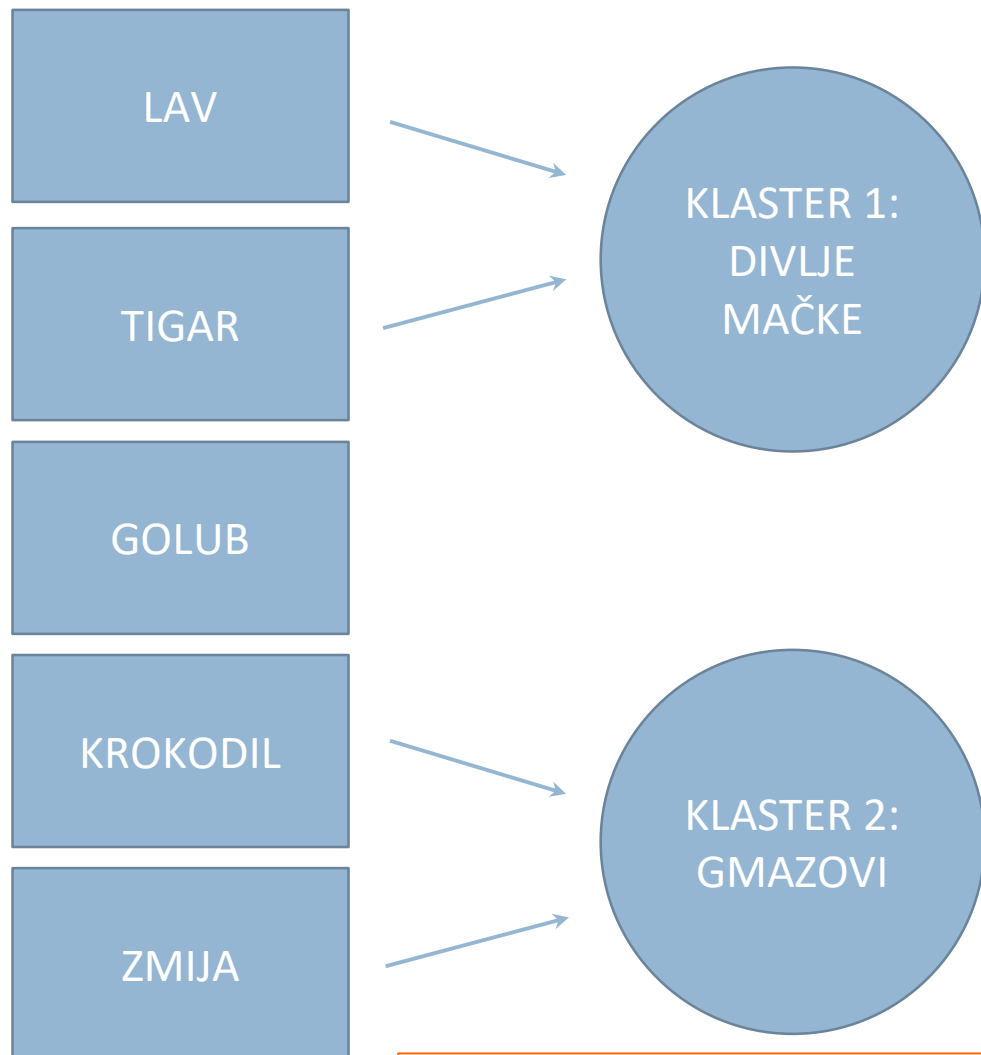 LAV
TIGAR
GOLUB
KROKODIL
ZMIJA
KLASTER 1:
DIVLJE
MAČKE
KLASTER 2:
GMAZOVI